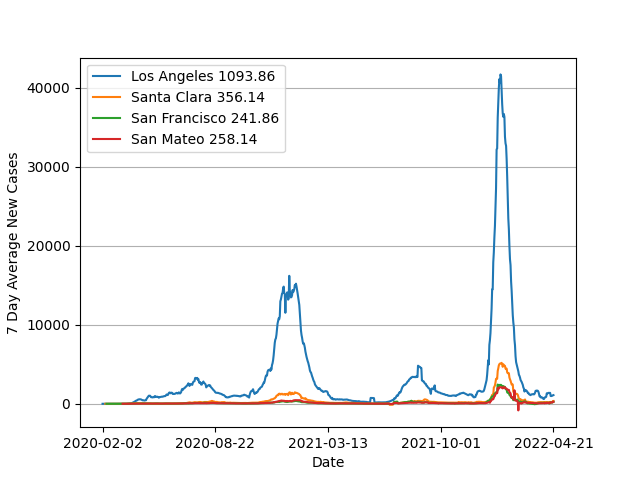 Los Angeles 1093.86
Santa Clara 356.14
San Francisco 241.86
San Mateo 258.14
7 Day Average New Cases
40000
30000
20000
10000
0
2020-02-02 2020-08-22 2021-03-13 2021-10-01 2022-04-21
Date